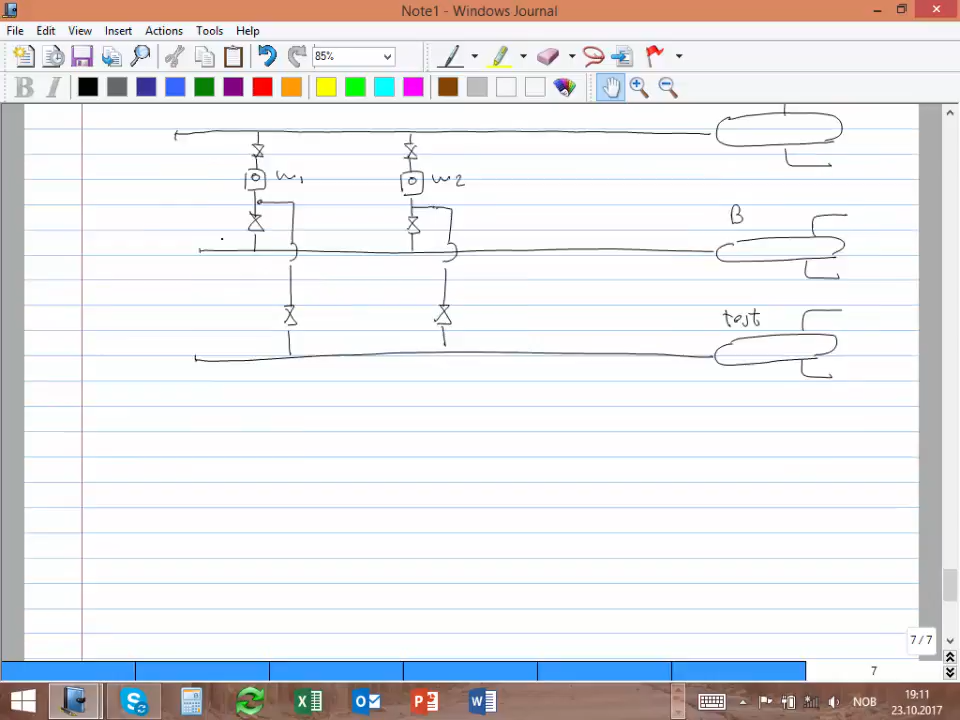 Note1 - Windows Journal
File Edit View Insert Actions Tools Help
85%
B I
w1 w2
B
test
7 / 7
7
NOB
19:11
23.10.2017